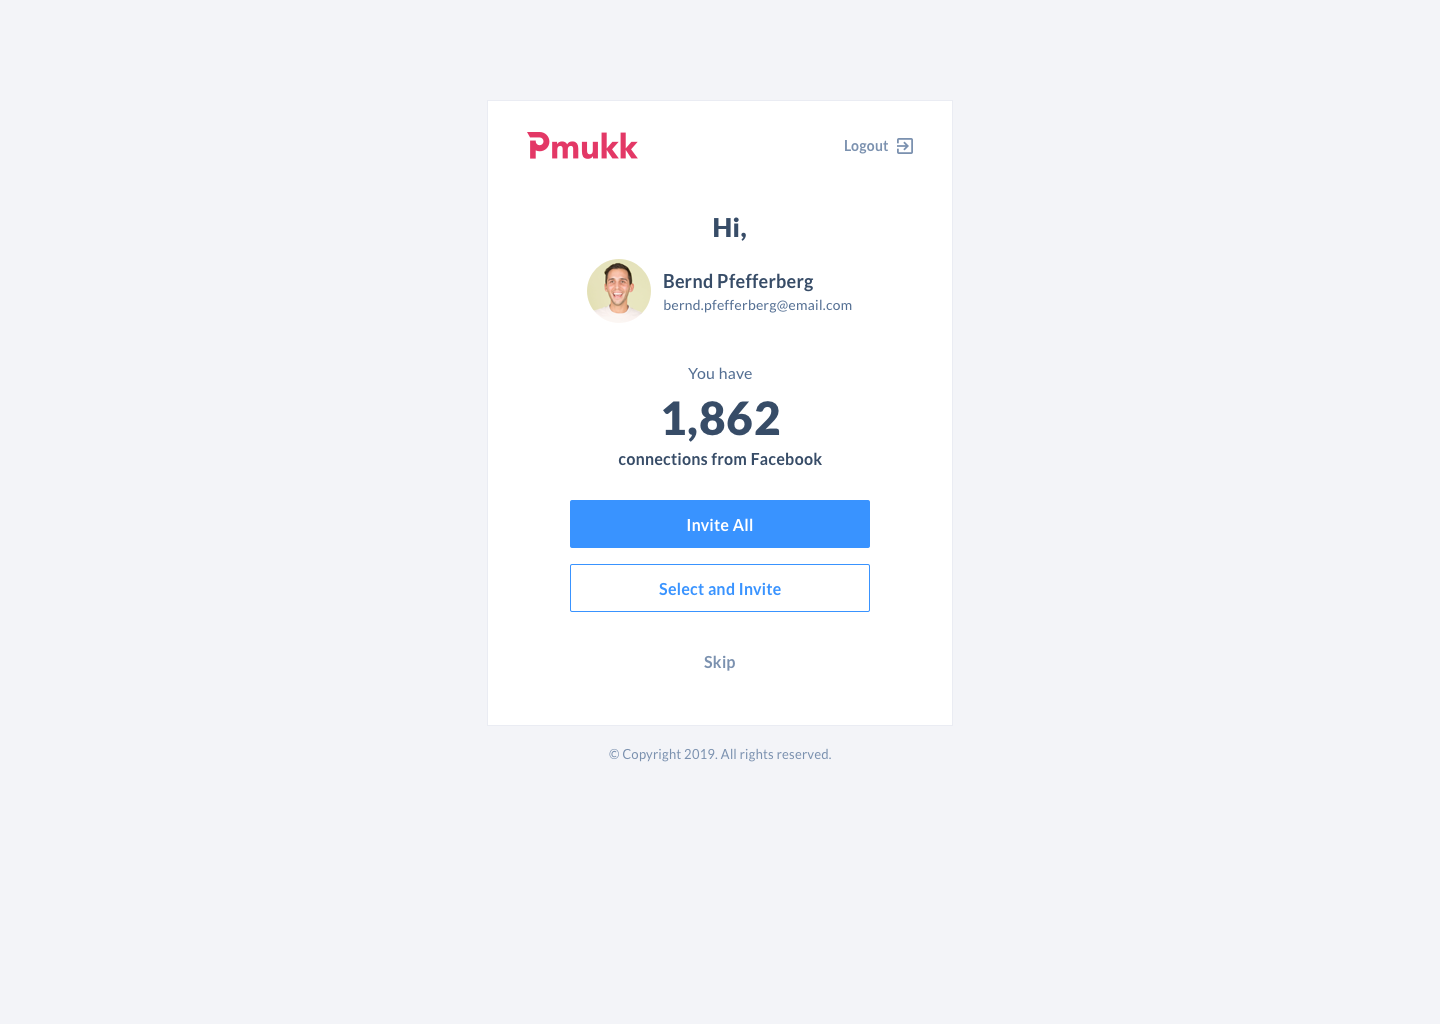 Pmukk
Logout
Hi,
Bernd Pfefferberg
bernd.pfefferberg@email.com
You have
1,862
connections from Facebook
Invite All
Select and Invite
Skip
© Copyright 2019. All rights reserved.